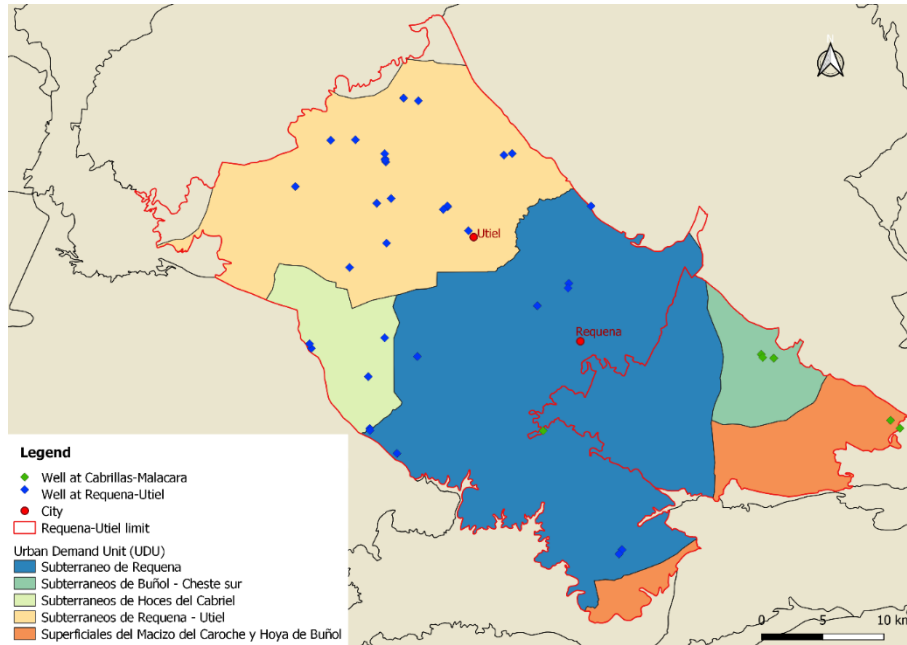 N
Utiel
Requena
Legend
Well at Cabrillas-Malacara
Well at Requena-Utiel
City
Requena-Utiel limit
Urban Demand Unit (UDU)
Subterraneo de Requena
Subterraneos de Buñol - Cheste sur
Subterraneos de Hoces del Cabriel
Subterraneos de Requena - Utiel
Superficiales del Macizo del Caroche y Hoya de Buñol
0 5 10 km